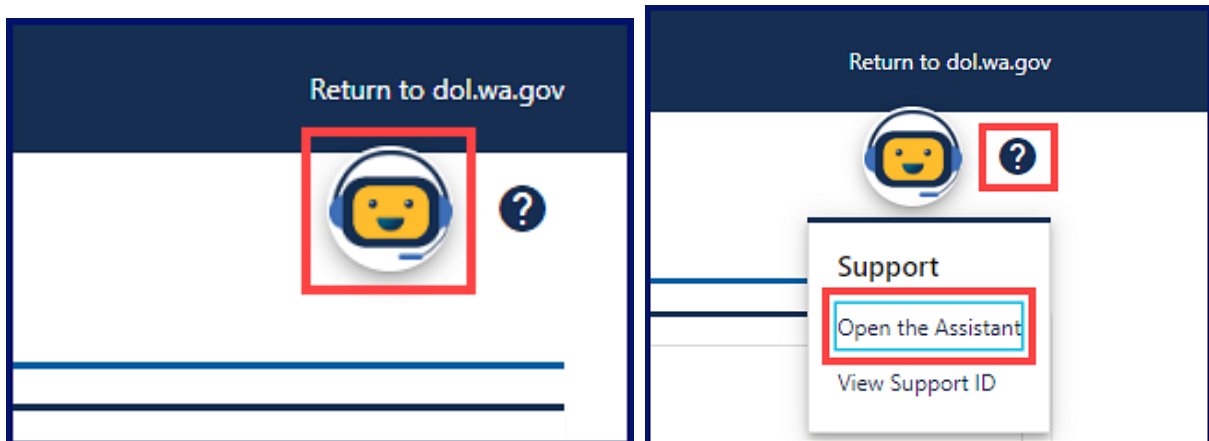 Return to dol.wa.gov
?
Return to dol.wa.gov
?
Support
Open the Assistant
View Support ID